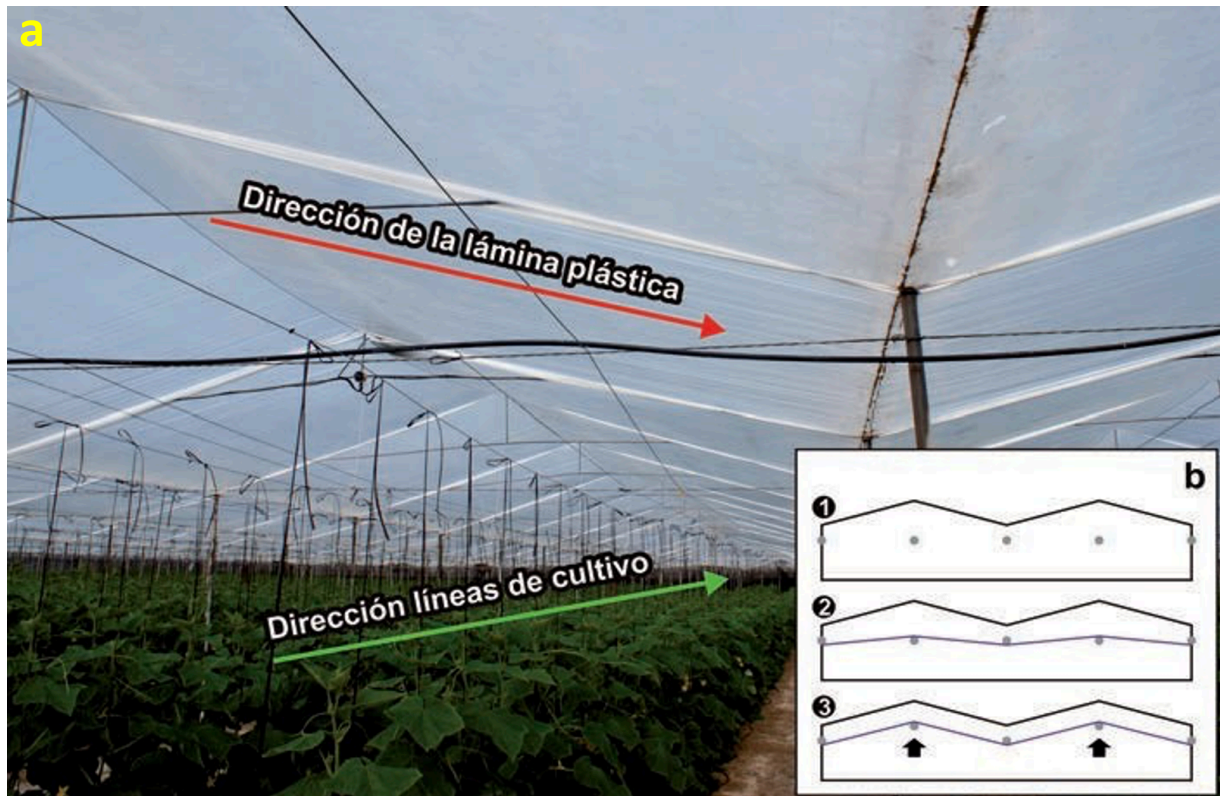 a
Dirección de la lámina plástica
Dirección líneas de cultivo
b
1
2
3